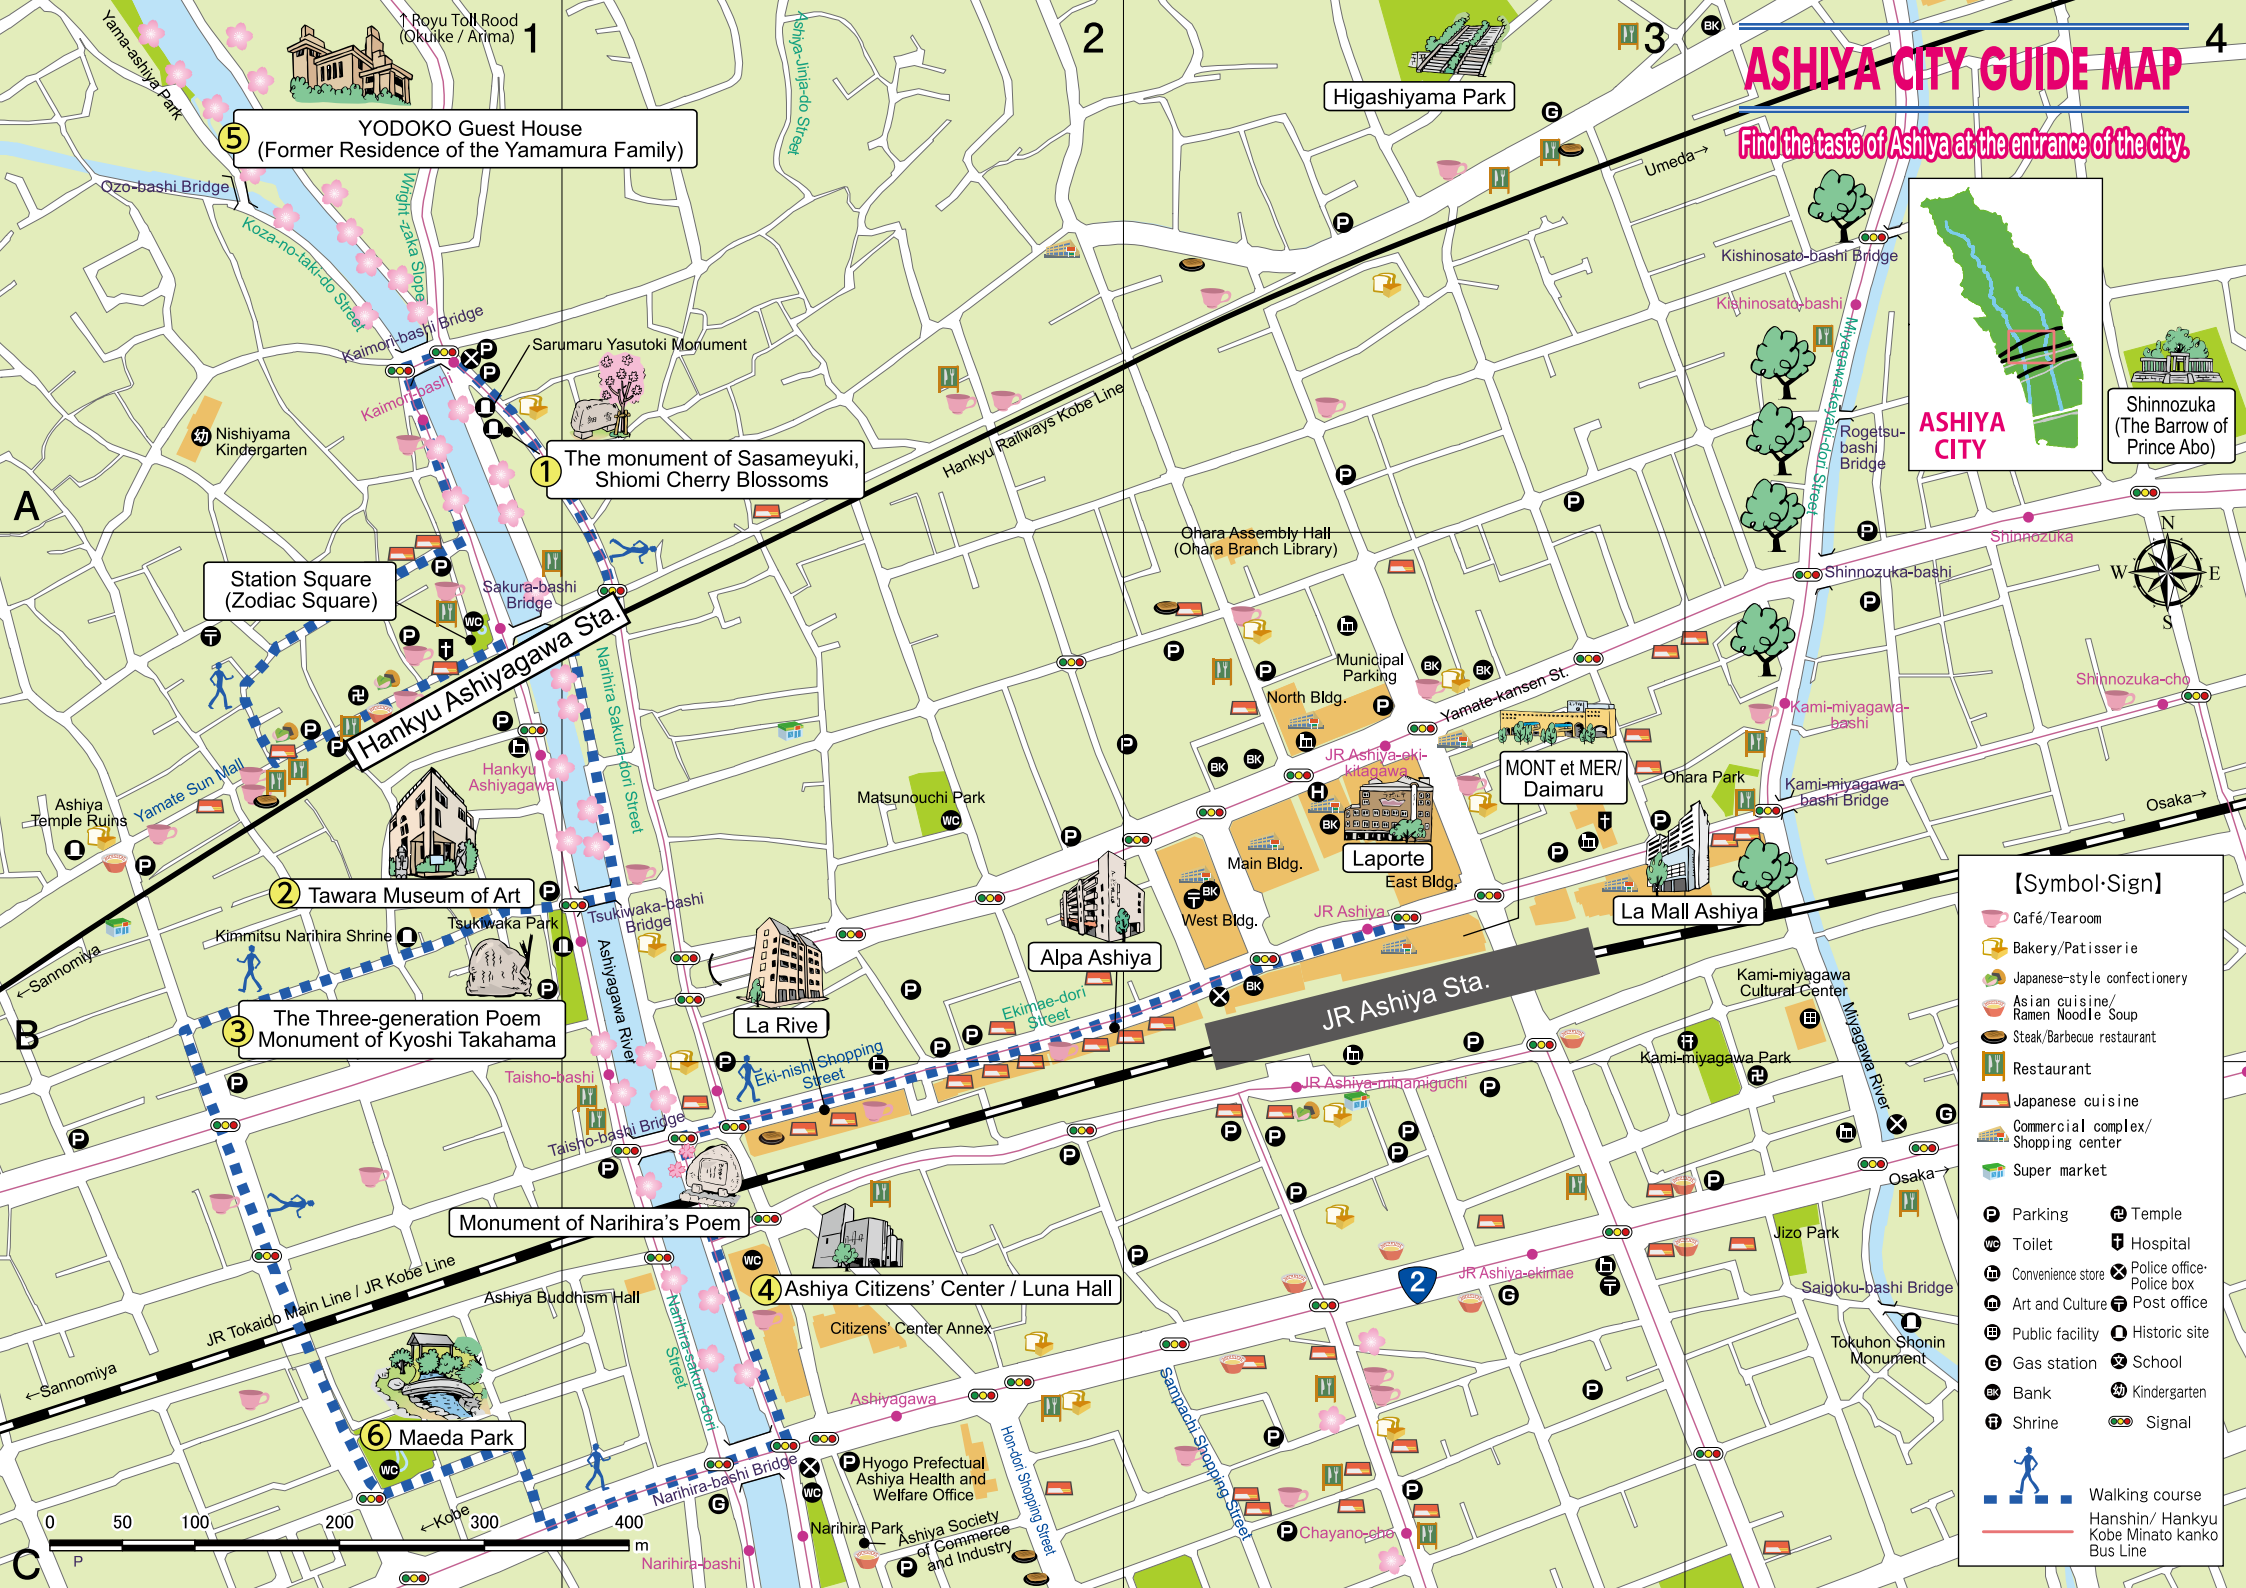 ASHIYA CITY GUIDE MAP
Find the taste of Ashiya at the entrance of the city.
1
2
3
4
A
B
C
↑Royu Toll Rood
(Okuike / Arima)
Yama-ashiya Park
Ashiya-Jinja-do Street
Higashiyama Park
5
YODOKO Guest House
(Former Residence of the Yamamura Family)
Ozo-bashi Bridge
Koza-no-taki-do Street
Wright -zaka Slope
Umeda→
Kishinosato-bashi Bridge
Kishinosato-bashi
Miyagawa-keyaki-dori Street
Rogetsu-
bashi
Bridge
ASHIYA
CITY
Shinnozuka
(The Barrow of
Prince Abo)
Kaimori-bashi Bridge
Kaimori-bashi
Sarumaru Yasutoki Monument
Nishiyama
Kindergarten
1
The monument of Sasameyuki,
Shiomi Cherry Blossoms
Hankyu Railways Kobe Line
Ohara Assembly Hall
(Ohara Branch Library)
Shinnozuka
N
W
E
S
Shinnozuka-bashi
Station Square
(Zodiac Square)
Sakura-bashi
Bridge
Hankyu Ashiyagawa Sta.
Narihira Sakura-dori Street
Municipal
Parking
North Bldg.
Yamate-kansen St.
JR Ashiya-eki-
kitagawa
Shinnozuka-cho
Kami-miyagawa-
bashi
MONT et MER/
Daimaru
Ohara Park
Kami-miyagawa-
bashi Bridge
Osaka→
Hankyu
Ashiyagawa
Yamate Sun Mall
Ashiya
Temple Ruins
Matsunouchi Park
Main Bldg.
Laporte
East Bldg.
2
Tawara Museum of Art
Tsukiwaka Park
Tsukiwaka-bashi
Bridge
Kimmitsu Narihira Shrine
West Bldg.
JR Ashiya
La Mall Ashiya
Alpa Ashiya
←Sannomiya
Ashiyagawa River
La Rive
3
The Three-generation Poem
Monument of Kyoshi Takahama
Ekimae-dori
Street
JR Ashiya Sta.
Kami-miyagawa
Cultural Center
Miyagawa River
Kami-miyagawa Park
Eki-nishi Shopping
Street
Taisho-bashi
Taisho-bashi Bridge
JR Ashiya-minamiguchi
Osaka→
Monument of Narihira's Poem
Jizo Park
JR Tokaido Main Line / JR Kobe Line
Ashiya Buddhism Hall
4
Ashiya Citizens' Center / Luna Hall
Citizens' Center Annex
2
JR Ashiya-ekimae
Saigoku-bashi Bridge
Tokuhon Shonin
Monument
←Sannomiya
Narihira-sakura-dori
Street
Ashiyagawa
Sampachi Shopping Street
Hon-dori Shopping Street
6
Maeda Park
Narihira-bashi Bridge
Hyogo Prefectual
Ashiya Health and
Welfare Office
←Kobe
Narihira Park
Ashiya Society
of Commerce
and Industry
Narihira-bashi
Chayano-cho
0 50 100 200 300 400 m
P
【Symbol·Sign】
Café/Tearoom
Bakery/Patisserie
Japanese-style confectionery
Asian cuisine/
Ramen Noodle Soup
Steak/Barbecue restaurant
Restaurant
Japanese cuisine
Commercial complex/
Shopping center
Super market
P Parking
Temple
WC Toilet
Hospital
Convenience store
Police office·
Police box
Art and Culture
Post office
Public facility
Historic site
G Gas station
文 School
BK Bank
幼 Kindergarten
Shrine
Signal
Walking course
Hanshin/ Hankyu
Kobe Minato kanko
Bus Line